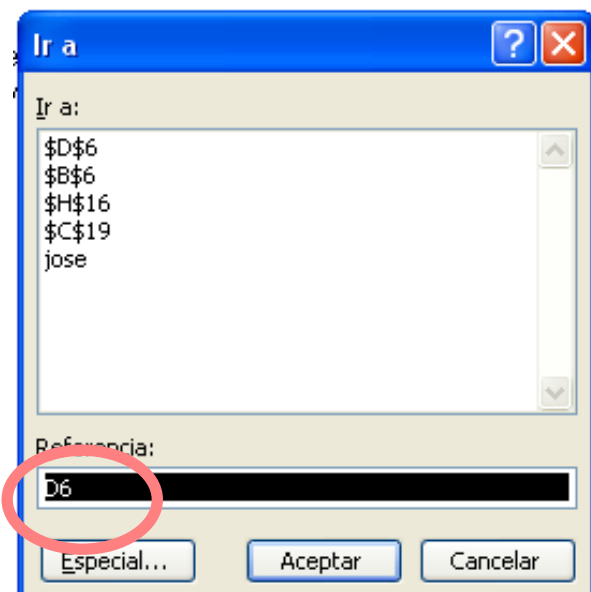 Ir a
Ir a:
$D$6
$B$6
$H$16
$C$19
jose
Referencia:
D6
Especial...
Aceptar
Cancelar